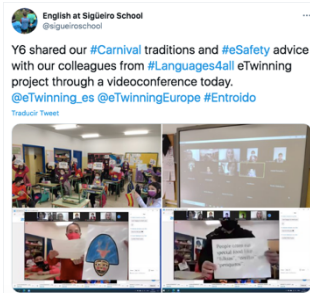 English at Sigüeiro School
@sigueiroschool
Y6 shared our #Carnival traditions and #eSafety advice
with our colleagues from #Languages4all eTwinning
project through a videoconference today.
@eTwinning_es @eTwinningEurope #Entroido
Traducir Tweet